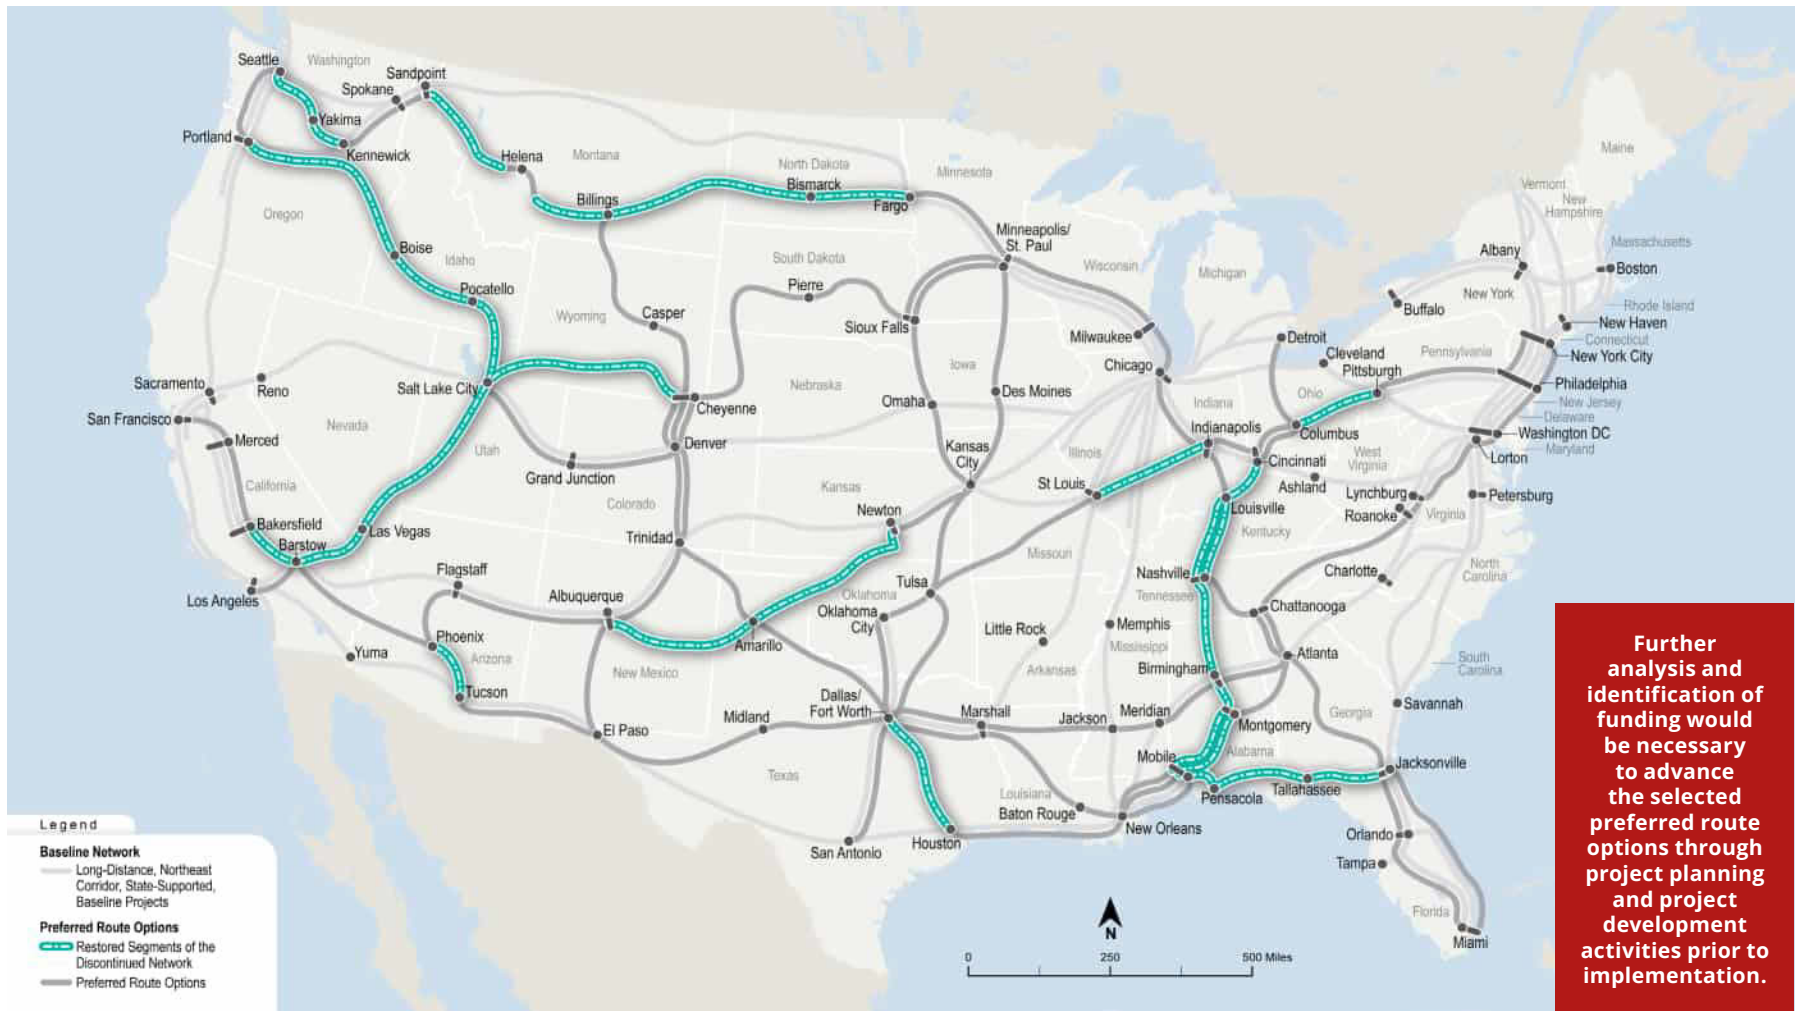 Seattle
Washington
Sandpoint
Spokane
Yakima
Portland
Kennewick
Helena
Montana
North Dakota
Bismarck
Fargo
Minnesota
Billings
Oregon
Boise
Idaho
Pocatello
Minneapolis/
St. Paul
South Dakota
Pierre
Wisconsin
Michigan
Maine
Vermont
New
Hampshire
Massachusetts
Albany
Boston
New York
Buffalo
Rhode Island
New Haven
Connecticut
New York City
Wyoming
Casper
Sioux Falls
Milwaukee
Detroit
Cleveland
Pittsburgh
Pennsylvania
Philadelphia
New Jersey
Delaware
Washington DC
Maryland
Lorton
Iowa
Chicago
Sacramento
Reno
Salt Lake City
Nebraska
Omaha
Des Moines
Cheyenne
Indiana
Ohio
Indianapolis
Columbus
San Francisco
Nevada
Merced
Utah
Denver
Kansas
City
Illinois
Cincinnati
West
Virginia
Ashland
Lynchburg
Roanoke
Virginia
Petersburg
Grand Junction
California
Colorado
Kansas
St Louis
Louisville
Kentucky
Newton
Bakersfield
Barstow
Las Vegas
Trinidad
Missouri
Nashville
Tennessee
Charlotte
North
Carolina
Flagstaff
Albuquerque
Los Angeles
Tulsa
Oklahoma
Oklahoma
City
Little Rock
Memphis
Mississippi
Chattanooga
Phoenix
Yuma
Arizona
Amarillo
New Mexico
Arkansas
Birmingham
Atlanta
South
Carolina
Tucson
Dallas/
Fort Worth
Midland
Marshall
Jackson
Meridian
Montgomery
Georgia
Savannah
El Paso
Texas
Mobile
Alabama
Jacksonville
Louisiana
Baton Rouge
Pensacola
Tallahassee
New Orleans
San Antonio
Houston
Orlando
Tampa
Florida
Miami
Legend
Baseline Network
Long-Distance, Northeast
Corridor, State-Supported,
Baseline Projects
Preferred Route Options
Restored Segments of the
Discontinued Network
Preferred Route Options
N
0 250 500 Miles
Further
analysis and
identification of
funding would
be necessary
to advance
the selected
preferred route
options through
project planning
and project
development
activities prior to
implementation.